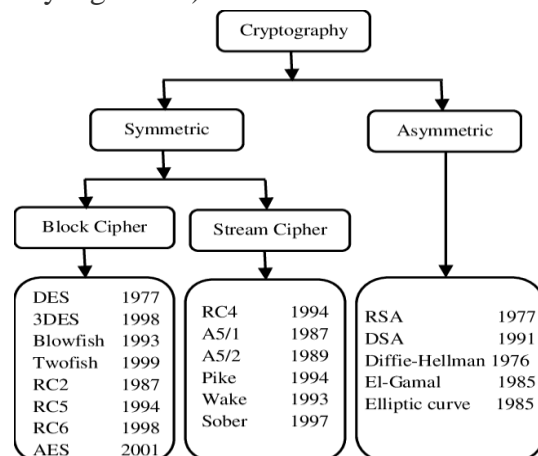 Cryptography
Symmetric
Asymmetric
Block Cipher
Stream Cipher
DES 1977
3DES 1998
Blowfish 1993
Twofish 1999
RC2 1987
RC5 1994
RC6 1998
AES 2001
RC4 1994
A5/1 1987
A5/2 1989
Pike 1994
Wake 1993
Sober 1997
RSA 1977
DSA 1991
Diffie-Hellman 1976
El-Gamal 1985
Elliptic curve 1985